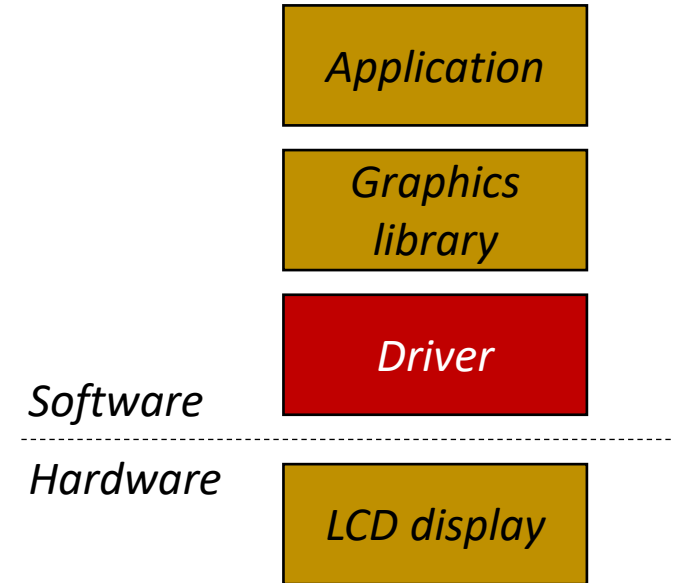 Application
Graphics
library
Driver
Software
Hardware
LCD display